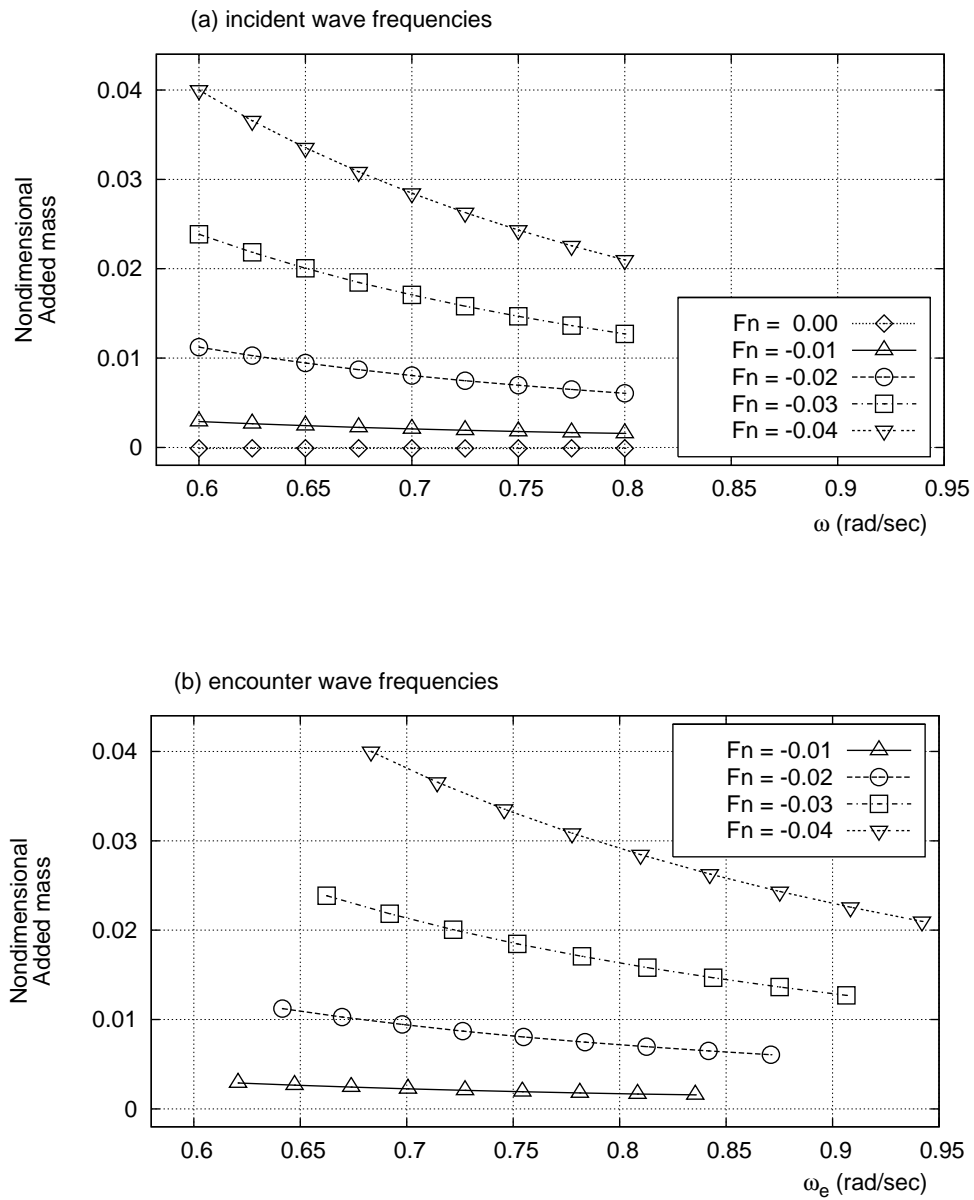 (a) incident wave frequencies
0.04
0.03
0.02
0.01
0
Nondimensional
Added mass
Fn = 0.00
Fn = -0.01
Fn = -0.02
Fn = -0.03
Fn = -0.04
0.6 0.65 0.7 0.75 0.8 0.85 0.9 0.95
ω (rad/sec)
(b) encounter wave frequencies
0.04
0.03
0.02
0.01
0
Nondimensional
Added mass
Fn = -0.01
Fn = -0.02
Fn = -0.03
Fn = -0.04
0.6 0.65 0.7 0.75 0.8 0.85 0.9 0.95
ωe (rad/sec)